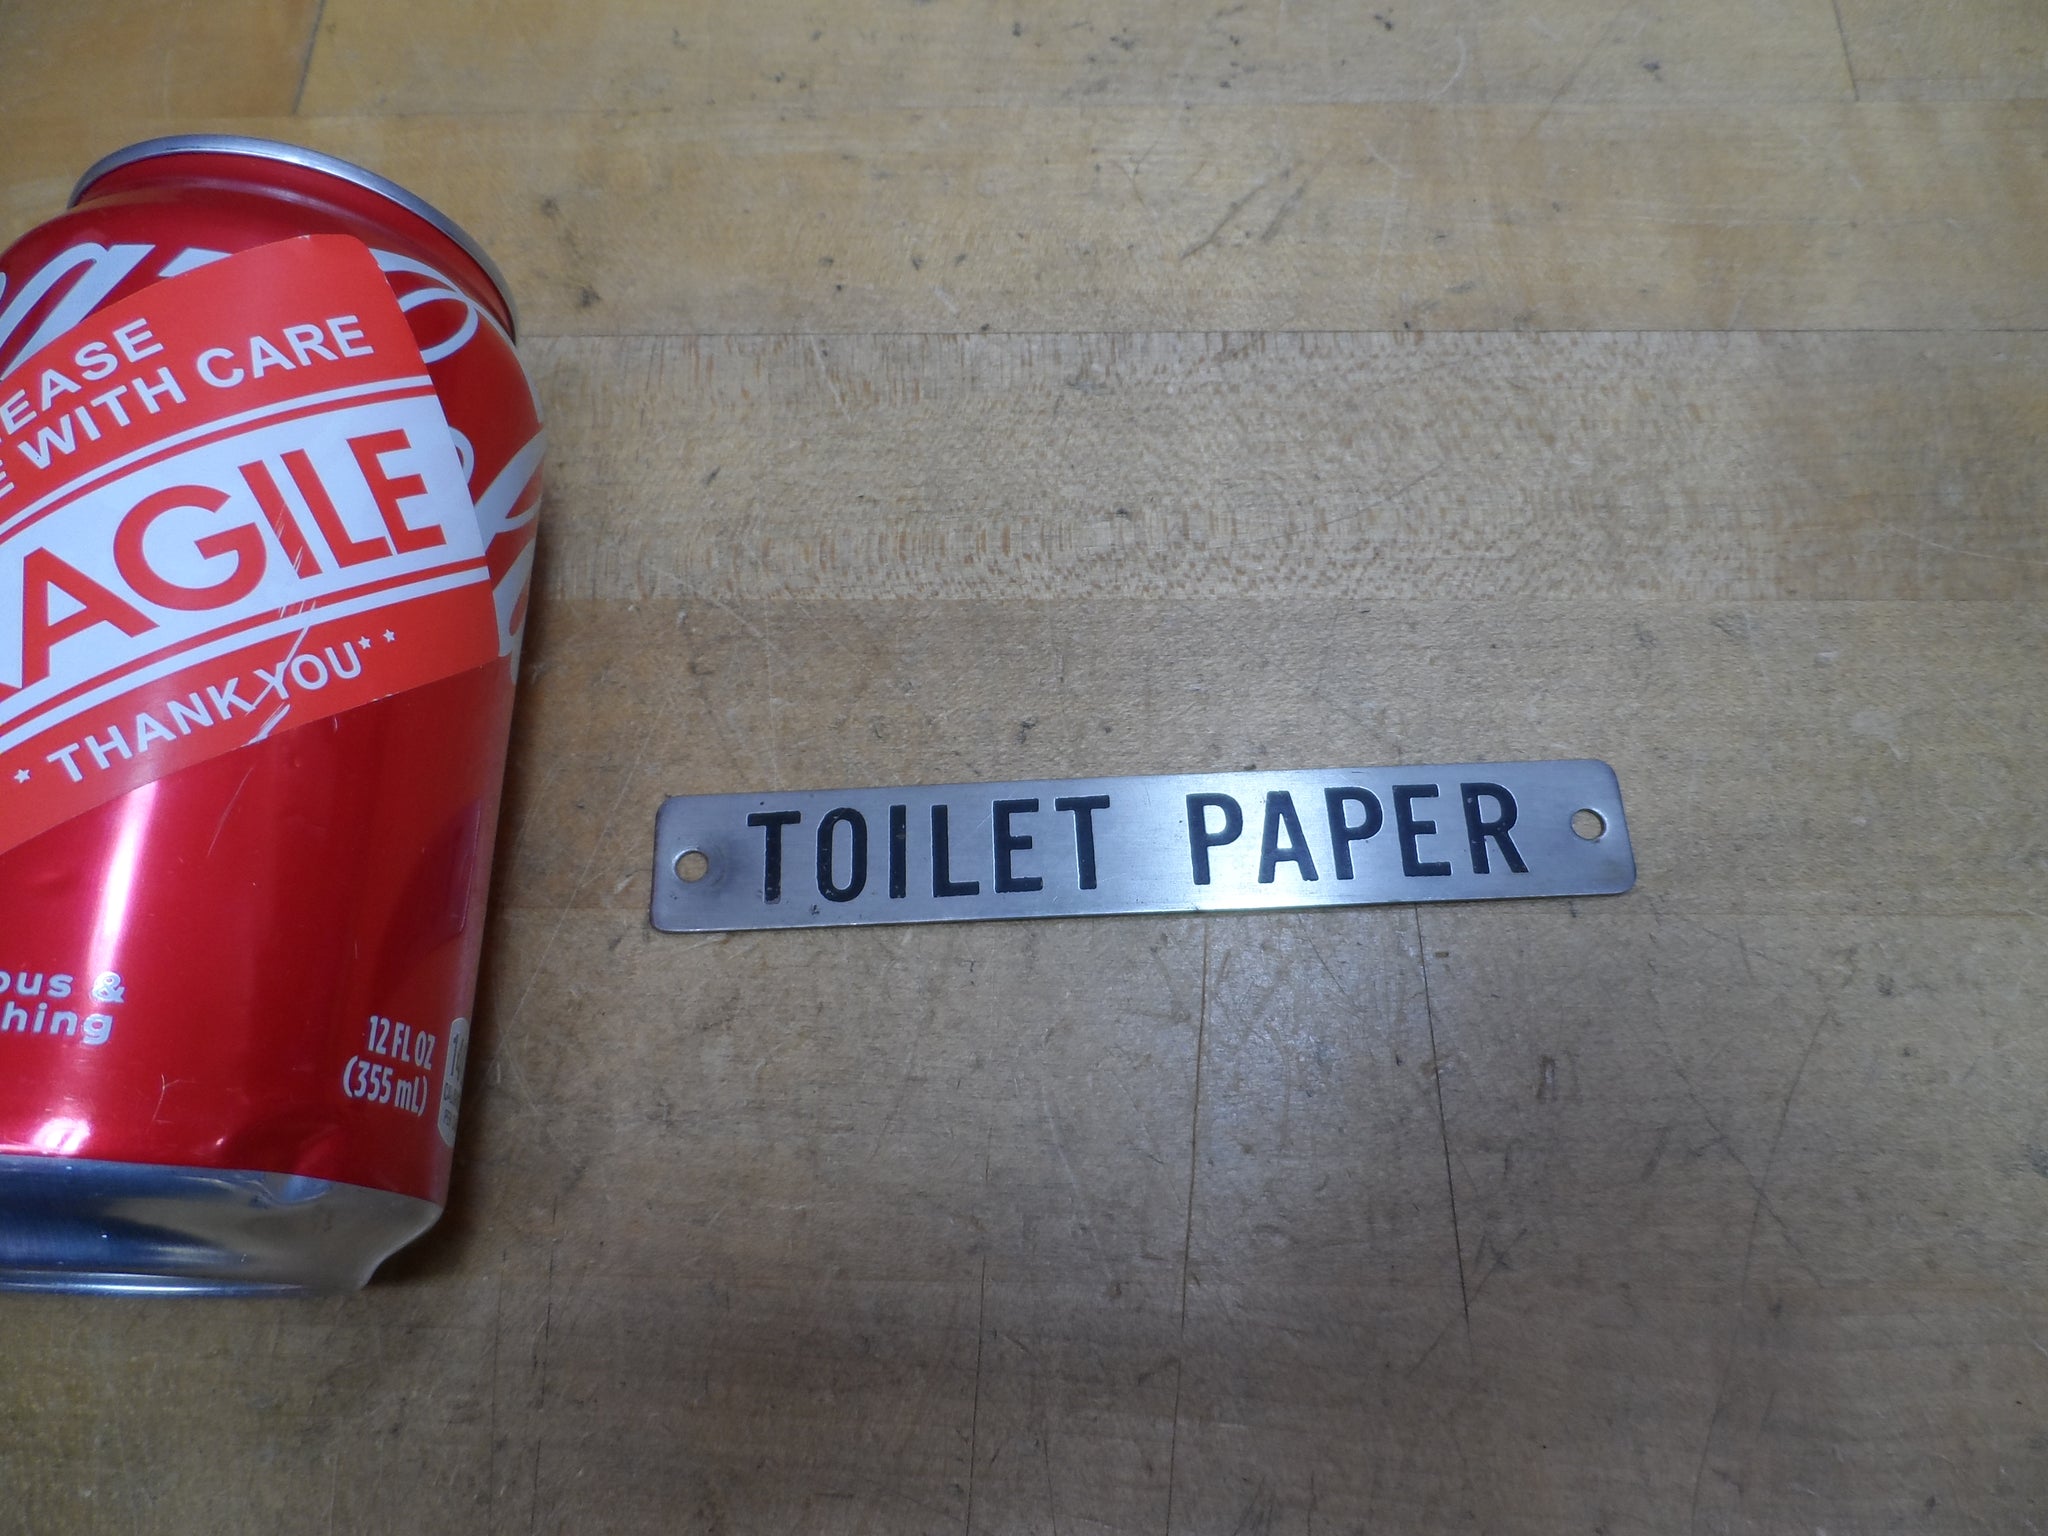 EASE
WITH CARE
AGILE
* THANK YOU**
ous &
hing
12 FL OZ
(355 mL)
TOILET PAPER